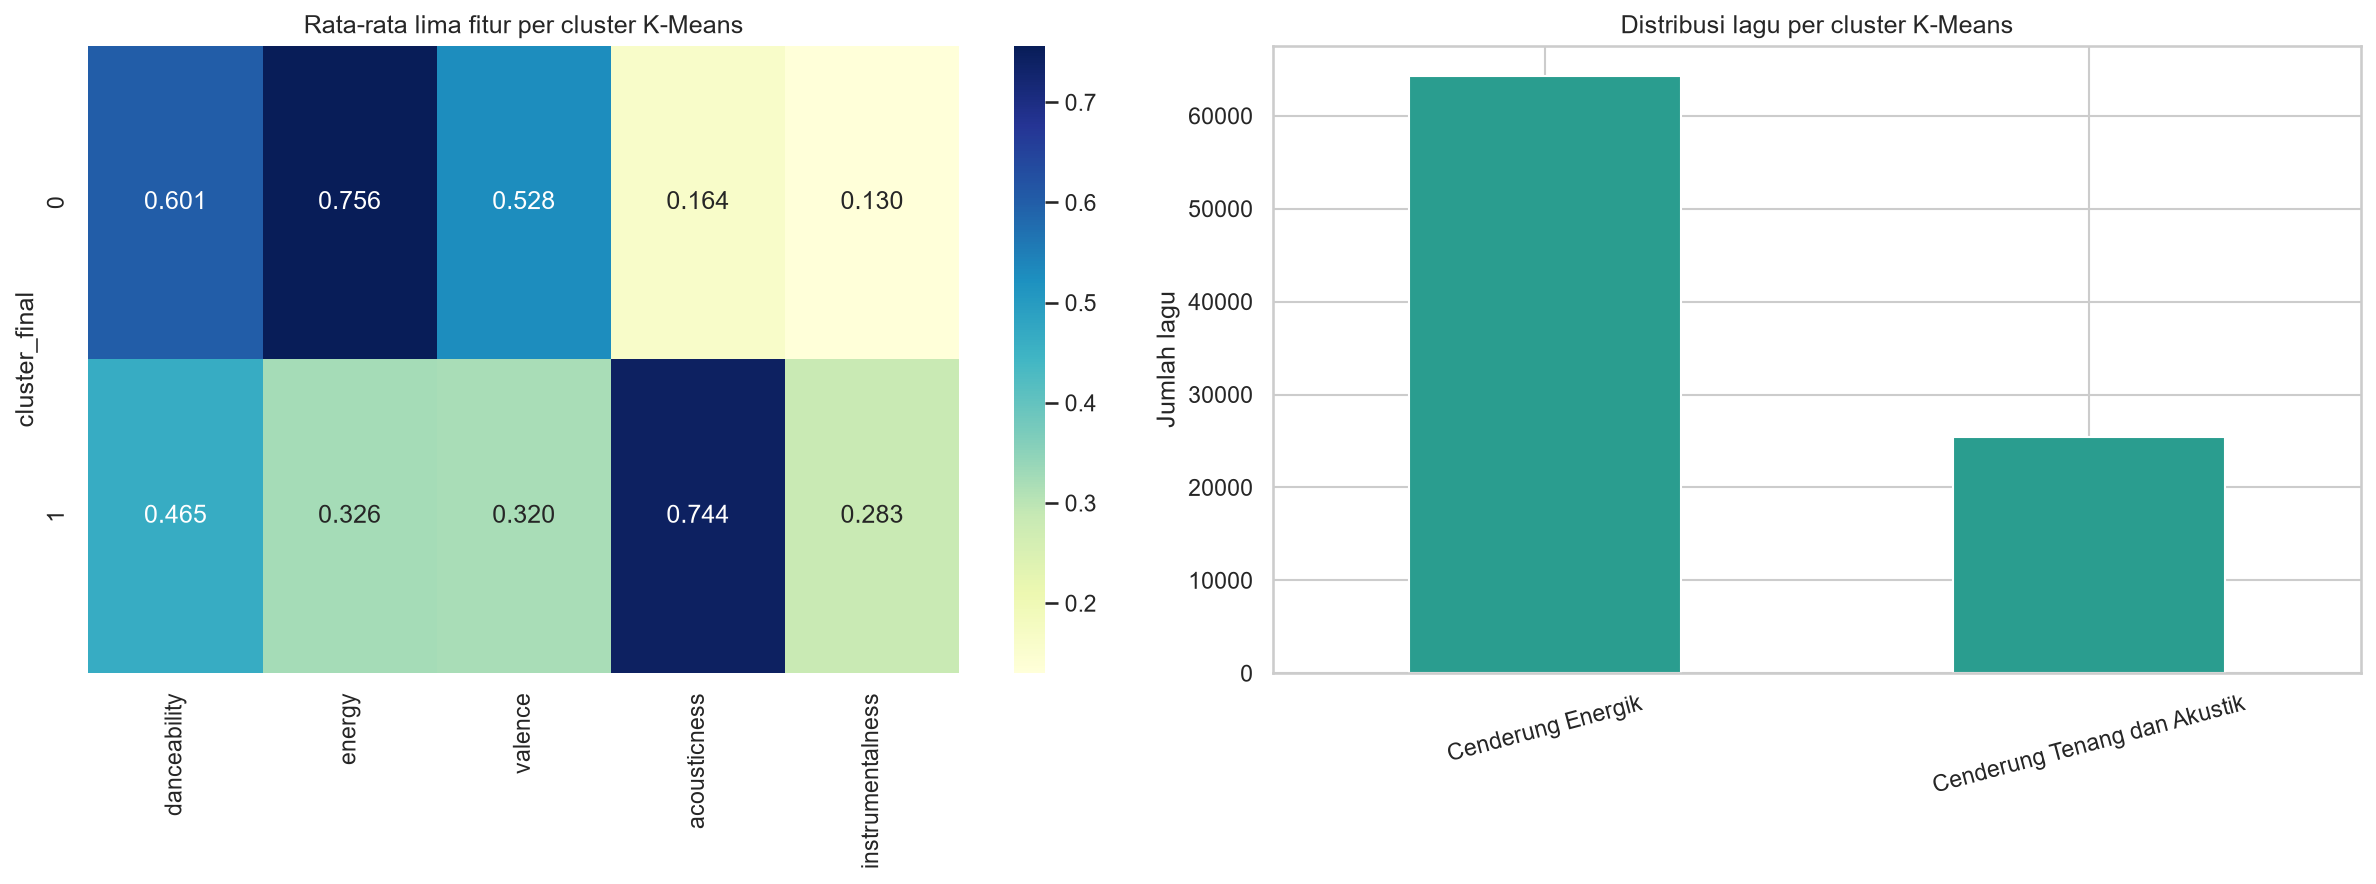 Rata-rata lima fitur per cluster K-Means
cluster_final
0
0.601 0.756 0.528 0.164 0.130
1
0.465 0.326 0.320 0.744 0.283
danceability
energy
valence
acousticness
instrumentalness
0.7
0.6
0.5
0.4
0.3
0.2
Distribusi lagu per cluster K-Means
Jumlah lagu
60000
50000
40000
30000
20000
10000
0
Cenderung Energik
Cenderung Tenang dan Akustik